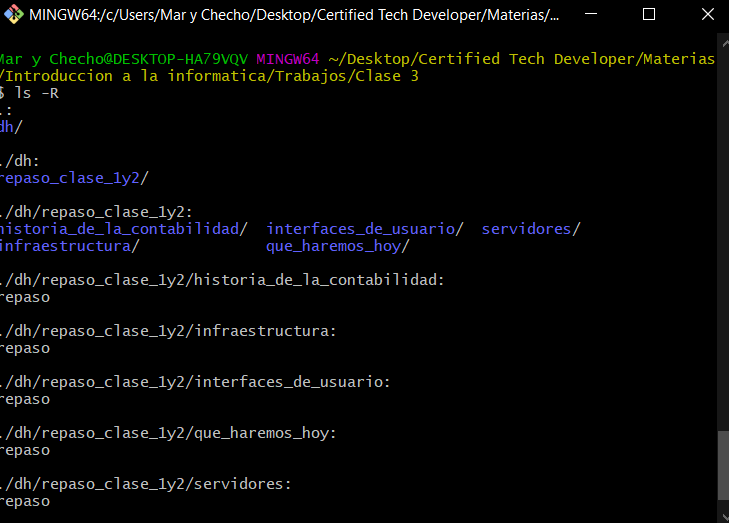 MINGW64:/c/Users/Mar y Checho/Desktop/Certified Tech Developer/Materias/...
Mar y Checho@DESKTOP-HA79VQV MINGW64 ~/Desktop/Certified Tech Developer/Materias
/Introduccion a la informatica/Trabajos/Clase 3
$ ls -R
.:
dh/
./dh:
repaso_clase_1y2/
./dh/repaso_clase_1y2:
historia_de_la_contabilidad/  interfaces_de_usuario/  servidores/
infraestructura/              que_haremos_hoy/
./dh/repaso_clase_1y2/historia_de_la_contabilidad:
repaso
./dh/repaso_clase_1y2/infraestructura:
repaso
./dh/repaso_clase_1y2/interfaces_de_usuario:
repaso
./dh/repaso_clase_1y2/que_haremos_hoy:
repaso
./dh/repaso_clase_1y2/servidores:
repaso